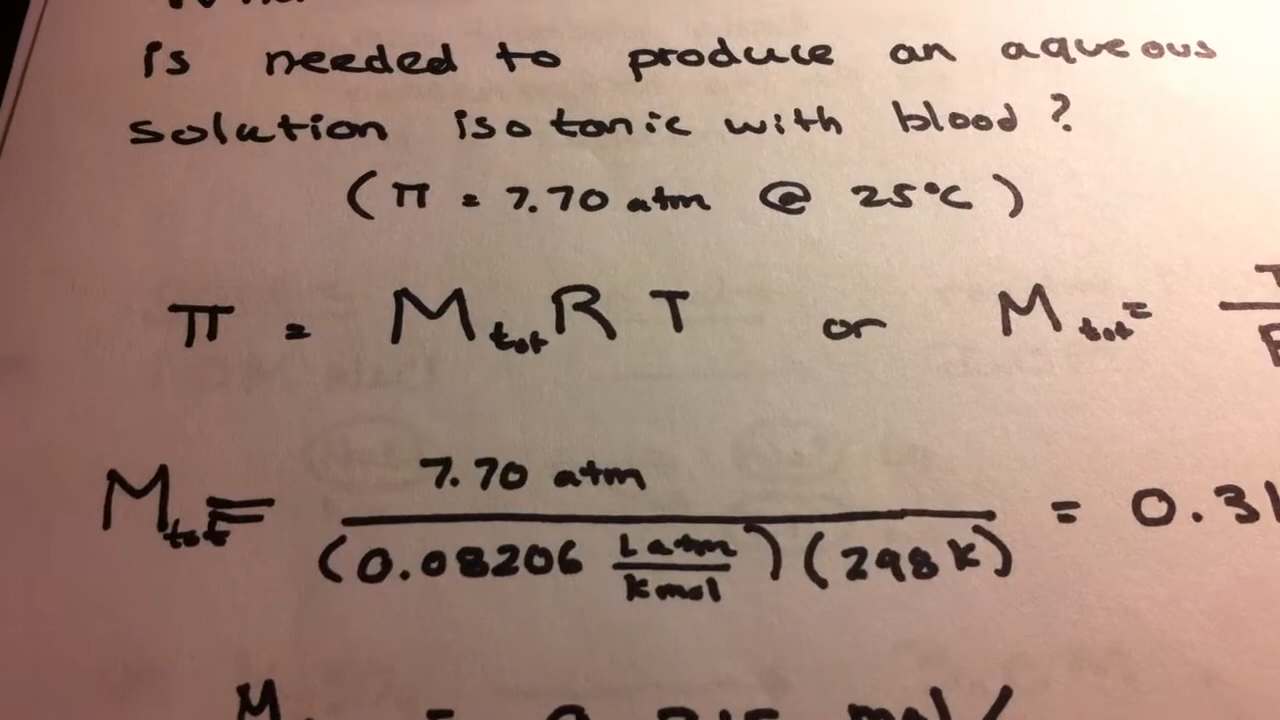 is needed to produce an aqueous
solution isotonic with blood?
(π = 7.70 atm @ 25°C)
π = M tot R T or M tot =
7.70 atm
M tot = = 0.31
(0.08206 L atm / K mol) (298 K)
M = mol/